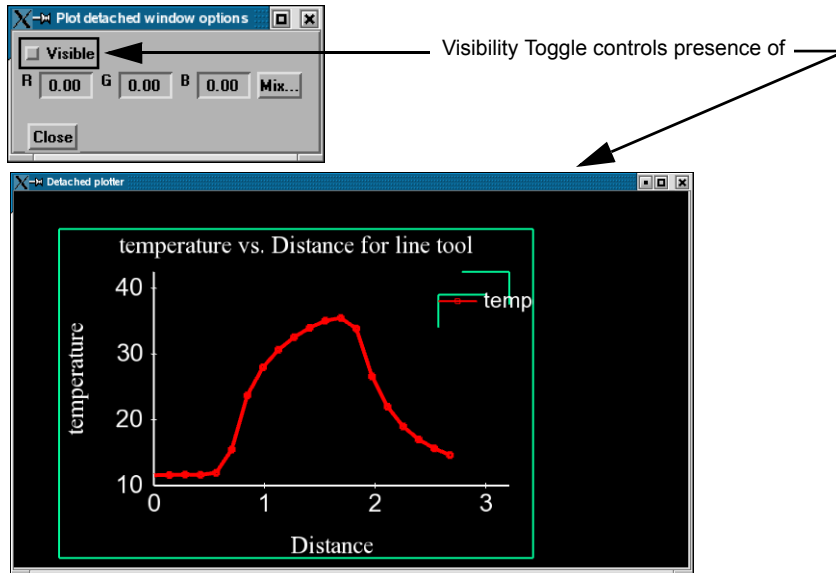 Plot detached window options
Visible
Visibility Toggle controls presence of
R 0.00 G 0.00 B 0.00 Mix...
Close
Detached plotter
temperature vs. Distance for line tool
temp
temperature
40
30
20
10
0 1 2 3
Distance